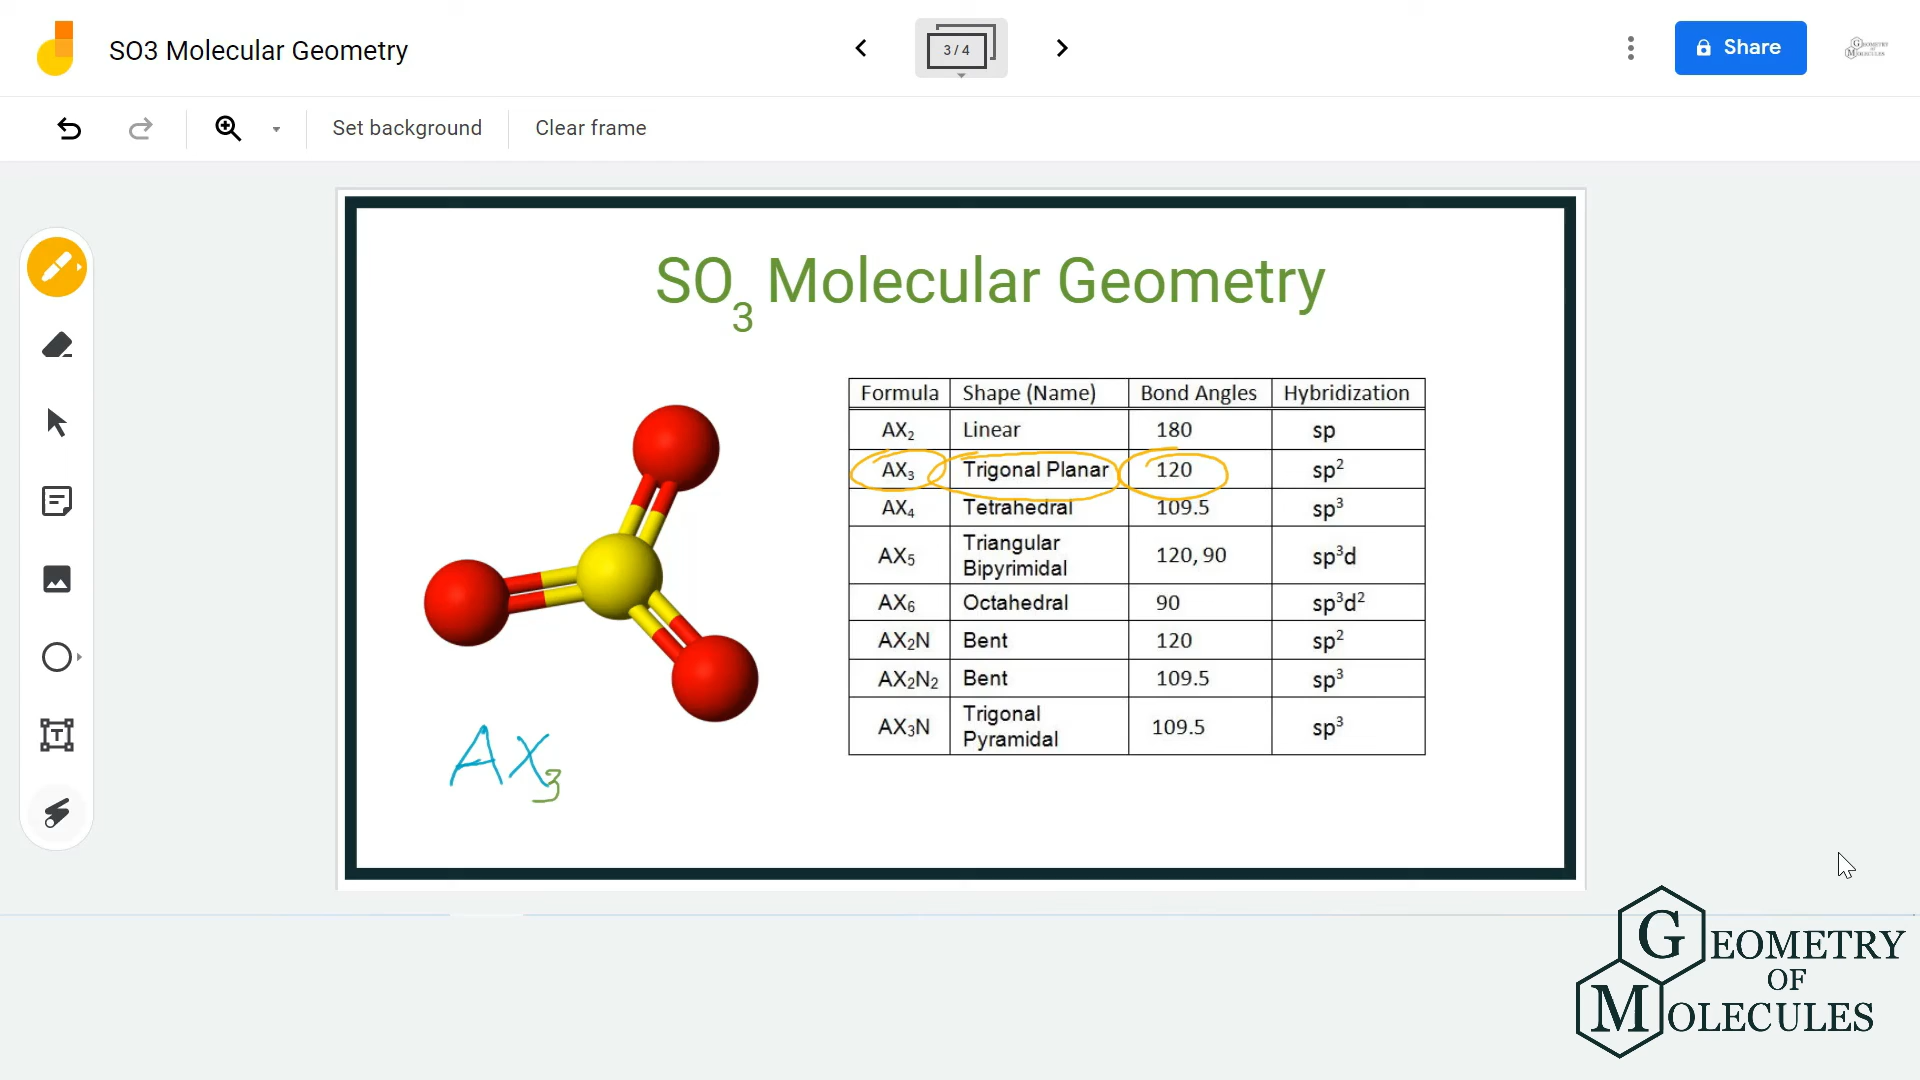 SO3 Molecular Geometry
3 / 4
Share
GEOMETRY
OF
MOLECULES
Set background
Clear frame
SO₃ Molecular Geometry
Formula Shape (Name) Bond Angles Hybridization
AX₂ Linear 180 sp
AX₃ Trigonal Planar 120 sp²
AX₄ Tetrahedral 109.5 sp³
AX₅ Triangular Bipyrimidal 120, 90 sp³d
AX₆ Octahedral 90 sp³d²
AX₂N Bent 120 sp²
AX₂N₂ Bent 109.5 sp³
AX₃N Trigonal Pyramidal 109.5 sp³
AX₃
T
GEOMETRY
OF
MOLECULES